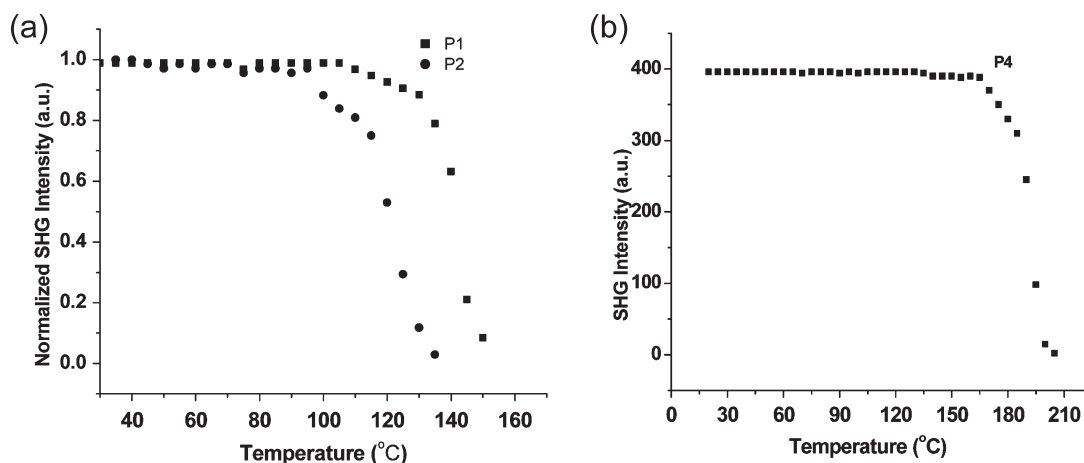 (a)
P1
P2
1.0
0.8
0.6
0.4
0.2
0.0
Normalized SHG Intensity (a.u.)
40 60 80 100 120 140 160
Temperature (°C)
(b)
P4
400
300
200
100
0
SHG Intensity (a.u.)
0 30 60 90 120 150 180 210
Temperature (°C)